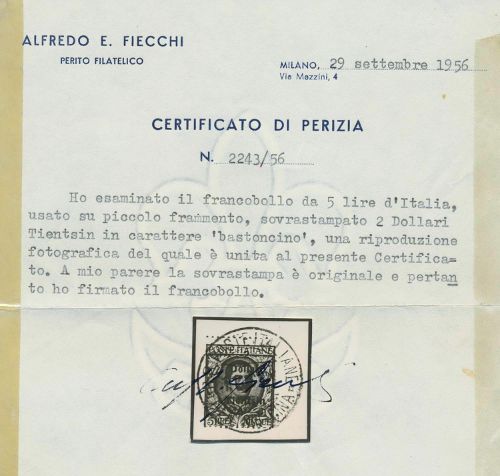 ALFREDO E. FIECCHI
PERITO FILATELICO
MILANO, 29 settembre 1956
Via Mazzini, 4
CERTIFICATO DI PERIZIA
N. 2243/56
Ho esaminato il francobollo da 5 lire d'Italia,
usato su piccolo frammento, sovrastampato 2 Dollari
Tientsin in carattere 'bastoncino', una riproduzione
fotografica del quale è unita al presente Certifica=
to. A mio parere la sovrastampa è originale e pertan
to ho firmato il francobollo.
POSTE ITALIANE